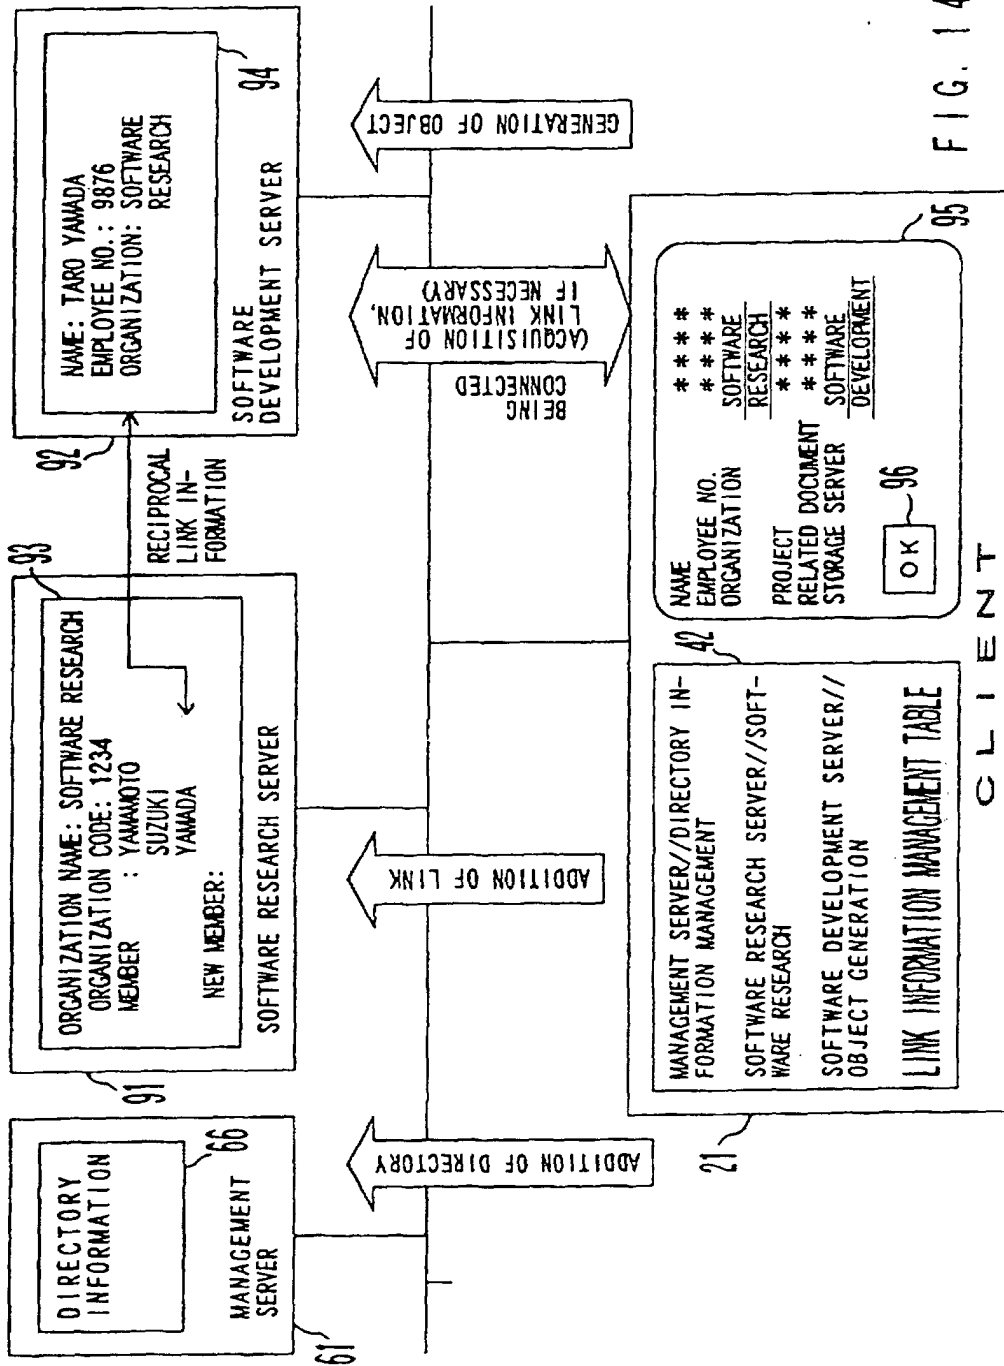 DIRECTORY
INFORMATION
66
MANAGEMENT
SERVER
61
ORGANIZATION NAME: SOFTWARE RESEARCH
ORGANIZATION CODE: 1234
MEMBER : YAMAMOTO
SUZUKI
YAMADA
NEW MEMBER:
93
SOFTWARE RESEARCH SERVER
91
RECIPROCAL
LINK IN-
FORMATION
NAME: TARO YAMADA
EMPLOYEE NO.: 9876
ORGANIZATION: SOFTWARE
RESEARCH
94
SOFTWARE
DEVELOPMENT SERVER
92
ADDITION OF DIRECTORY
ADDITION OF LINK
BEING
CONNECTED
(ACQUISITION OF
LINK INFORMATION,
IF NECESSARY)
GENERATION OF OBJECT
21
MANAGEMENT SERVER//DIRECTORY IN-
FORMATION MANAGEMENT
SOFTWARE RESEARCH SERVER//SOFT-
WARE RESEARCH
SOFTWARE DEVELOPMENT SERVER//
OBJECT GENERATION
LINK INFORMATION MANAGEMENT TABLE
42
NAME ****
EMPLOYEE NO. ****
ORGANIZATION SOFTWARE
RESEARCH
PROJECT ****
RELATED DOCUMENT ****
STORAGE SERVER SOFTWARE
DEVELOPMENT
OK
96
95
CLIENT
FIG. 14